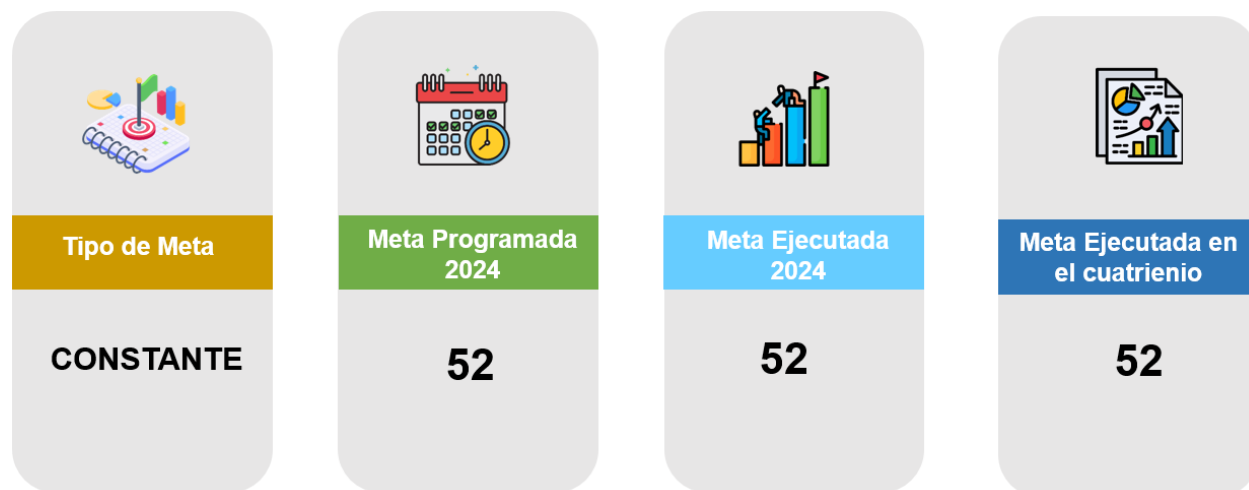 Tipo de Meta
CONSTANTE
Meta Programada
2024
52
Meta Ejecutada
2024
52
Meta Ejecutada en
el cuatrienio
52